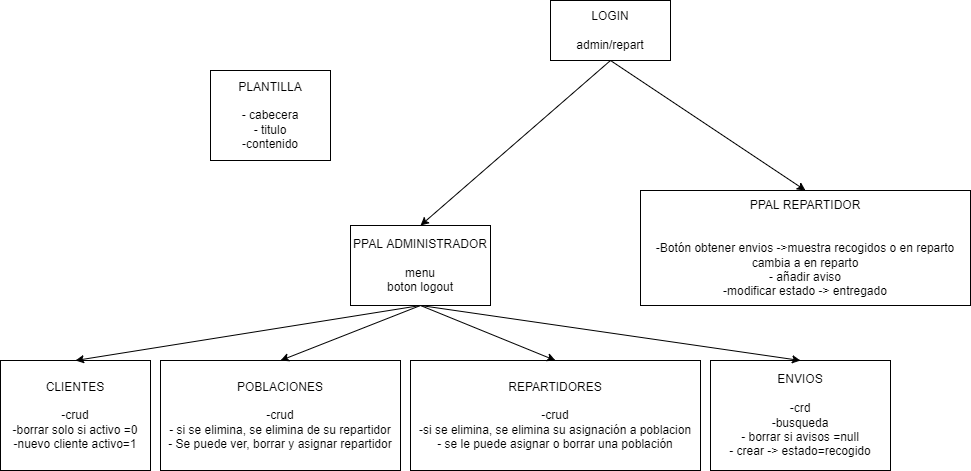 LOGIN
admin/repart
PLANTILLA
- cabecera
- titulo
-contenido
PPAL REPARTIDOR
-Botón obtener envios ->muestra recogidos o en reparto
cambia a en reparto
- añadir aviso
-modificar estado -> entregado
PPAL ADMINISTRADOR
menu
boton logout
CLIENTES
-crud
-borrar solo si activo =0
-nuevo cliente activo=1
POBLACIONES
-crud
- si se elimina, se elimina de su repartidor
- Se puede ver, borrar y asignar repartidor
REPARTIDORES
-crud
-si se elimina, se elimina su asignación a poblacion
- se le puede asignar o borrar una población
ENVIOS
-crd
-busqueda
- borrar si avisos =null
- crear -> estado=recogido